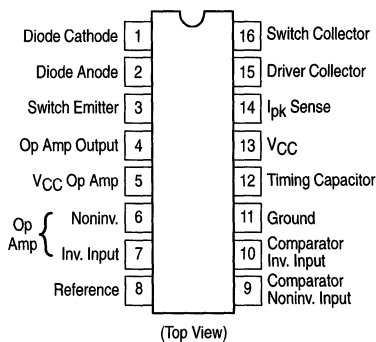 Diode Cathode 1
Diode Anode 2
Switch Emitter 3
Op Amp Output 4
VCC Op Amp 5
Op
Amp
Noninv. 6
Inv. Input 7
Reference 8
16 Switch Collector
15 Driver Collector
14 Ipk Sense
13 VCC
12 Timing Capacitor
11 Ground
10 Comparator
Inv. Input
9 Comparator
Noninv. Input
(Top View)